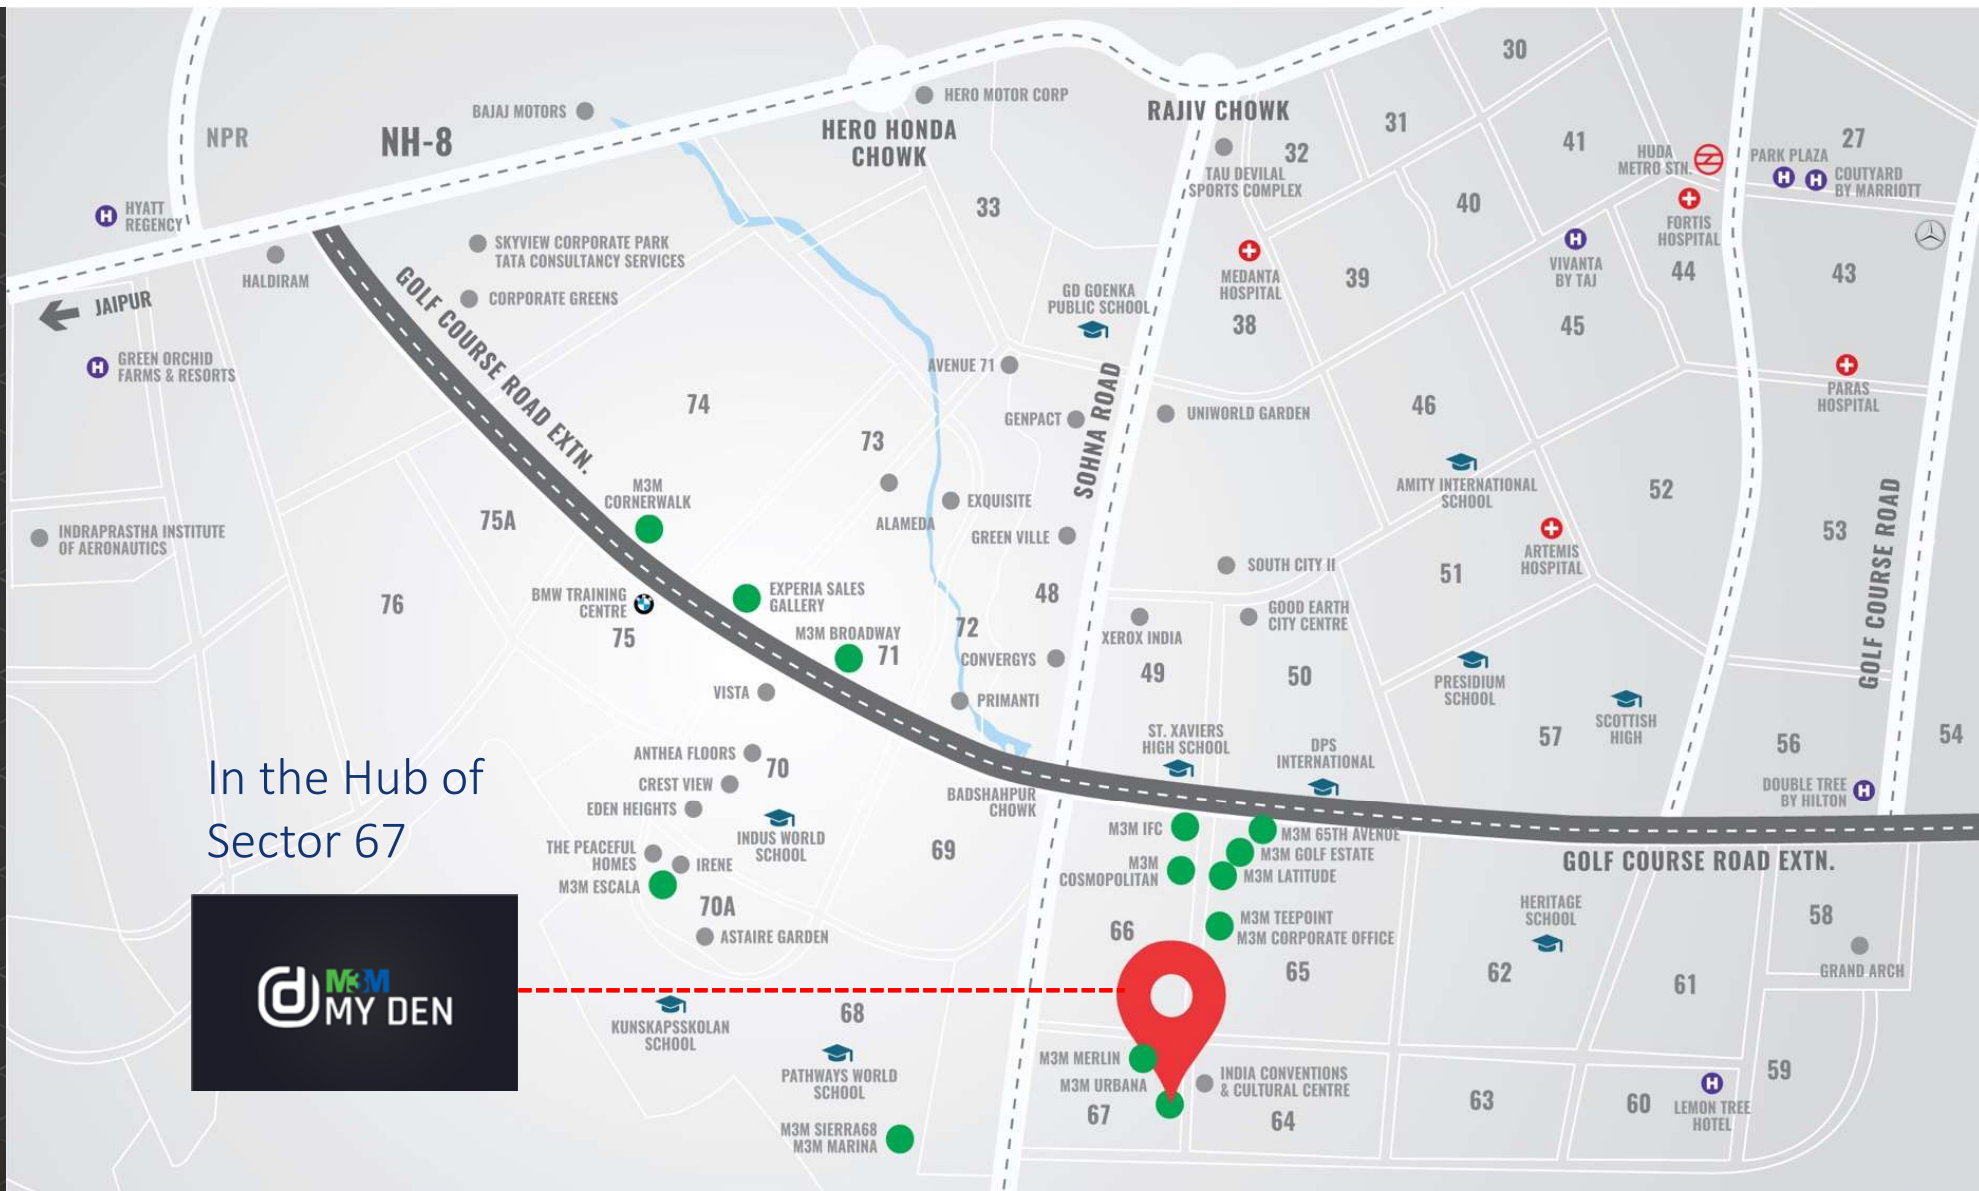 30
BAJAJ MOTORS
HERO MOTOR CORP
NPR
NH-8
HERO HONDA
CHOWK
RAJIV CHOWK
31
32
41
27
TAU DEVILAL
SPORTS COMPLEX
HUDA
METRO STN.
PARK PLAZA
COUTYARD
BY MARRIOTT
HYATT
REGENCY
33
40
FORTIS
HOSPITAL
44
HALDIRAM
SKYVIEW CORPORATE PARK
TATA CONSULTANCY SERVICES
CORPORATE GREENS
MEDANTA
HOSPITAL
38
39
VIVANTA
BY TAJ
45
43
JAIPUR
GOLF COURSE ROAD EXTN.
GD GOENKA
PUBLIC SCHOOL
GREEN ORCHID
FARMS & RESORTS
AVENUE 71
PARAS
HOSPITAL
74
73
GENPACT
SOHNA ROAD
UNIWORLD GARDEN
46
M3M
CORNERWALK
75A
ALAMEDA
EXQUISITE
GREEN VILLE
AMITY INTERNATIONAL
SCHOOL
52
53
GOLF COURSE ROAD
INDRAPRASTHA INSTITUTE
OF AERONAUTICS
ARTEMIS
HOSPITAL
SOUTH CITY II
51
76
BMW TRAINING
CENTRE
75
EXPERIA SALES
GALLERY
M3M BROADWAY
71
48
72
CONVERGYS
XEROX INDIA
49
GOOD EARTH
CITY CENTRE
50
PRESIDIUM
SCHOOL
SCOTTISH
HIGH
57
56
54
VISTA
PRIMANTI
ST. XAVIERS
HIGH SCHOOL
DPS
INTERNATIONAL
ANTHEA FLOORS
70
CREST VIEW
EDEN HEIGHTS
BADSHAHPUR
CHOWK
DOUBLE TREE
BY HILTON
In the Hub of
Sector 67
INDUS WORLD
SCHOOL
THE PEACEFUL
HOMES
IRENE
M3M ESCALA
70A
ASTAIRE GARDEN
69
M3M IFC
M3M 65TH AVENUE
M3M GOLF ESTATE
M3M
COSMOPOLITAN
M3M LATITUDE
GOLF COURSE ROAD EXTN.
66
M3M TEEPOINT
M3M CORPORATE OFFICE
65
HERITAGE
SCHOOL
62
58
GRAND ARCH
61
M3M
MY DEN
KUNSKAPSSKOLAN
SCHOOL
68
PATHWAYS WORLD
SCHOOL
M3M MERLIN
M3M URBANA
67
INDIA CONVENTIONS
& CULTURAL CENTRE
64
63
60
LEMON TREE
HOTEL
59
M3M SIERRA68
M3M MARINA